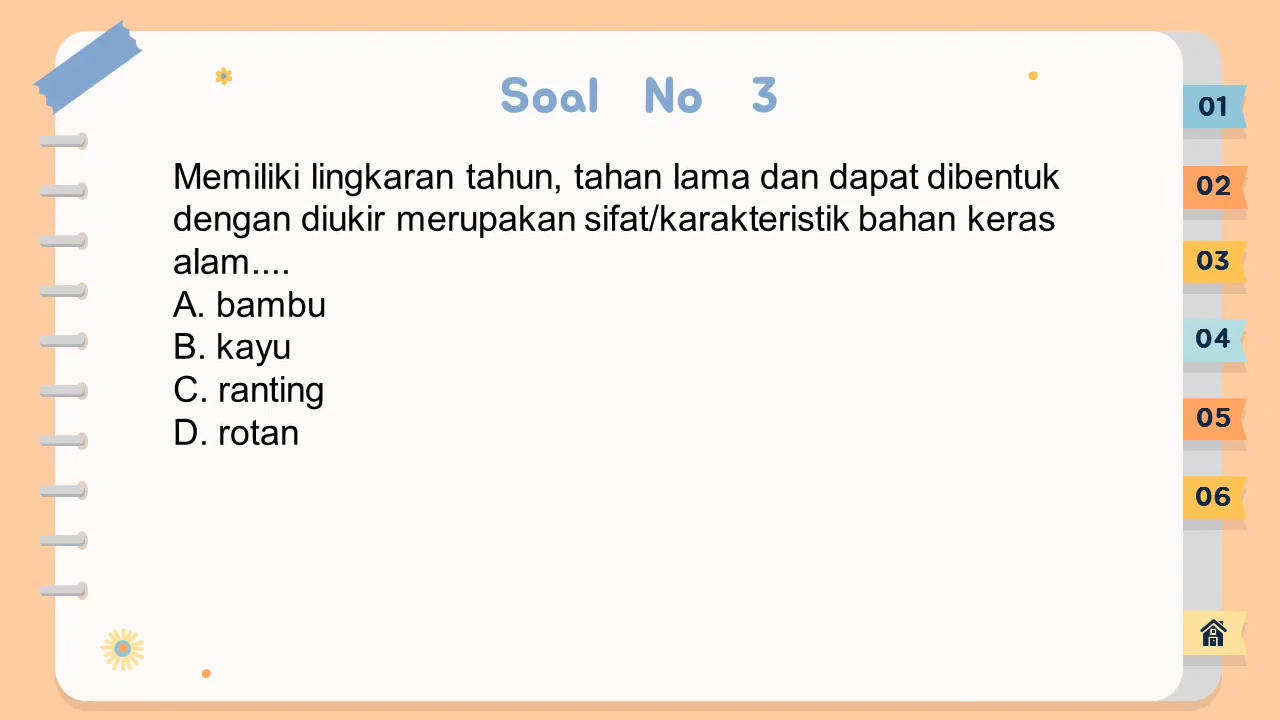 Soal No 3
Memiliki lingkaran tahun, tahan lama dan dapat dibentuk
dengan diukir merupakan sifat/karakteristik bahan keras
alam....
A. bambu
B. kayu
C. ranting
D. rotan
01
02
03
04
05
06